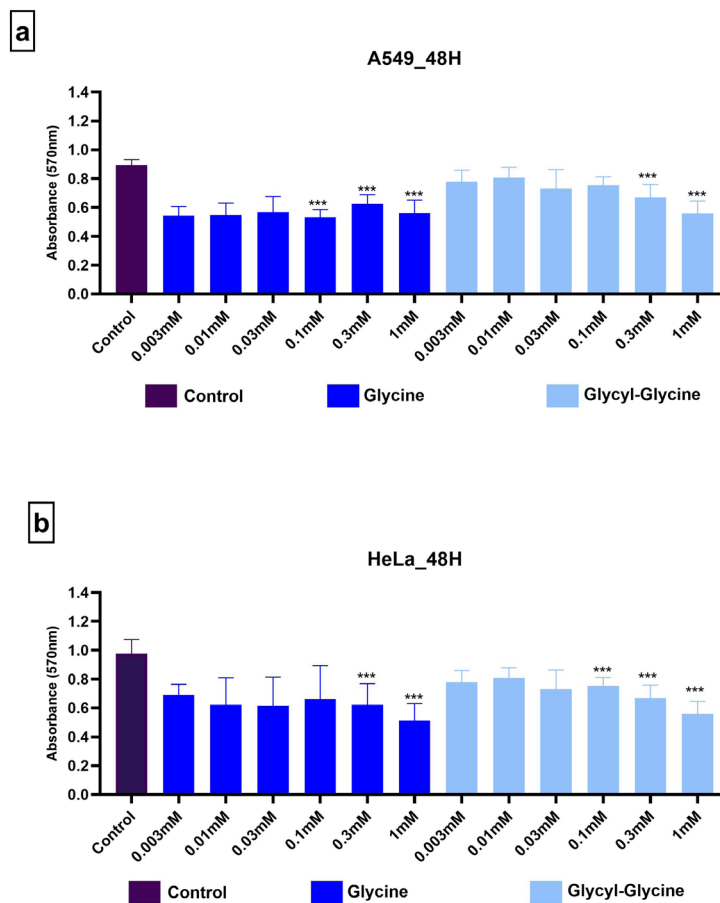 a
A549_48H
Absorbance (570nm)
1.4
1.2
1.0
0.8
0.6
0.4
0.2
0.0
*** *** *** *** ***
Control 0.003mM 0.01mM 0.03mM 0.1mM 0.3mM 1mM 0.003mM 0.01mM 0.03mM 0.1mM 0.3mM 1mM
Control Glycine Glycyl-Glycine
b
HeLa_48H
Absorbance (570nm)
1.4
1.2
1.0
0.8
0.6
0.4
0.2
0.0
*** *** *** *** ***
Control 0.003mM 0.01mM 0.03mM 0.1mM 0.3mM 1mM 0.003mM 0.01mM 0.03mM 0.1mM 0.3mM 1mM
Control Glycine Glycyl-Glycine